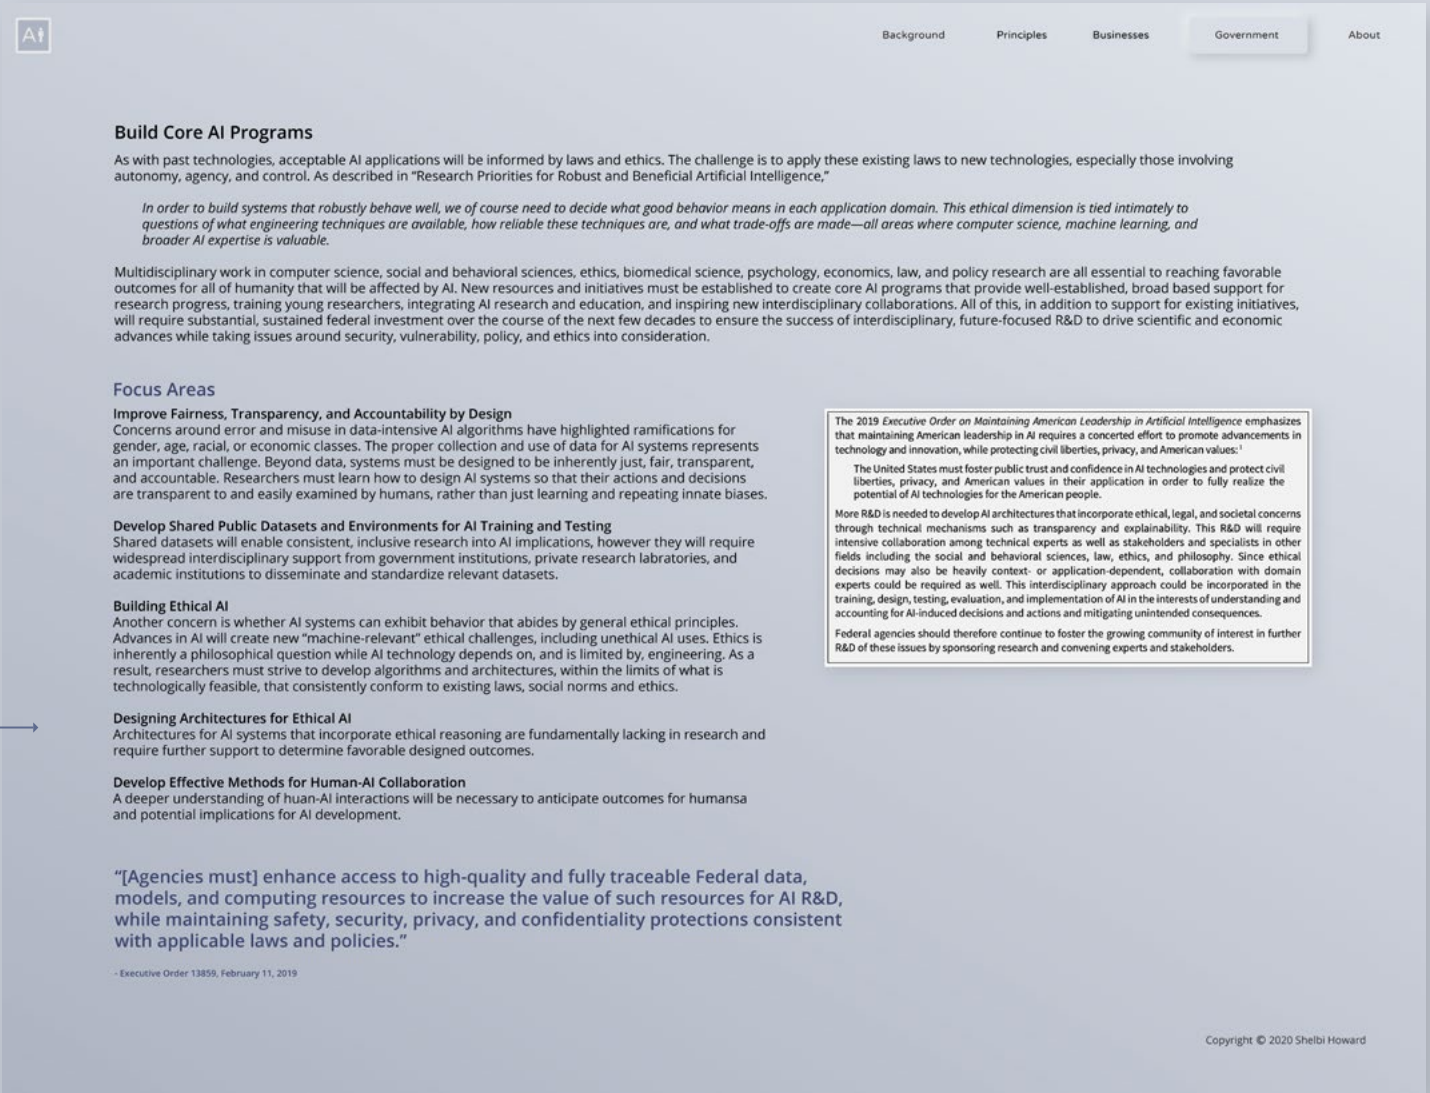 AI
Background
Principles
Businesses
Government
About
Build Core AI Programs
As with past technologies, acceptable AI applications will be informed by laws and ethics. The challenge is to apply these existing laws to new technologies, especially those involving
autonomy, agency, and control. As described in “Research Priorities for Robust and Beneficial Artificial Intelligence,”
In order to build systems that robustly behave well, we of course need to decide what good behavior means in each application domain. This ethical dimension is tied intimately to
questions of what engineering techniques are available, how reliable these techniques are, and what trade-offs are made—all areas where computer science, machine learning, and
broader AI expertise is valuable.
Multidisciplinary work in computer science, social and behavioral sciences, ethics, biomedical science, psychology, economics, law, and policy research are all essential to reaching favorable
outcomes for all of humanity that will be affected by AI. New resources and initiatives must be established to create core AI programs that provide well-established, broad based support for
research progress, training young researchers, integrating AI research and education, and inspiring new interdisciplinary collaborations. All of this, in addition to support for existing initiatives,
will require substantial, sustained federal investment over the course of the next few decades to ensure the success of interdisciplinary, future-focused R&D to drive scientific and economic
advances while taking issues around security, vulnerability, policy, and ethics into consideration.
Focus Areas
Improve Fairness, Transparency, and Accountability by Design
Concerns around error and misuse in data-intensive AI algorithms have highlighted ramifications for
gender, age, racial, or economic classes. The proper collection and use of data for AI systems represents
an important challenge. Beyond data, systems must be designed to be inherently just, fair, transparent,
and accountable. Researchers must learn how to design AI systems so that their actions and decisions
are transparent to and easily examined by humans, rather than just learning and repeating innate biases.
Develop Shared Public Datasets and Environments for AI Training and Testing
Shared datasets will enable consistent, inclusive research into AI implications, however they will require
widespread interdisciplinary support from government institutions, private research labratories, and
academic institutions to disseminate and standardize relevant datasets.
Building Ethical AI
Another concern is whether AI systems can exhibit behavior that abides by general ethical principles.
Advances in AI will create new “machine-relevant” ethical challenges, including unethical AI uses. Ethics is
inherently a philosophical question while AI technology depends on, and is limited by, engineering. As a
result, researchers must strive to develop algorithms and architectures, within the limits of what is
technologically feasible, that consistently conform to existing laws, social norms and ethics.
Designing Architectures for Ethical AI
Architectures for AI systems that incorporate ethical reasoning are fundamentally lacking in research and
require further support to determine favorable designed outcomes.
Develop Effective Methods for Human-AI Collaboration
A deeper understanding of huan-AI interactions will be necessary to anticipate outcomes for humansa
and potential implications for AI development.
The 2019 Executive Order on Maintaining American Leadership in Artificial Intelligence emphasizes
that maintaining American leadership in AI requires a concerted effort to promote advancements in
technology and innovation, while protecting civil liberties, privacy, and American values:¹
The United States must foster public trust and confidence in AI technologies and protect civil
liberties, privacy, and American values in their application in order to fully realize the
potential of AI technologies for the American people.
More R&D is needed to develop AI architectures that incorporate ethical, legal, and societal concerns
through technical mechanisms such as transparency and explainability. This R&D will require
intensive collaboration among technical experts as well as stakeholders and specialists in other
fields including the social and behavioral sciences, law, ethics, and philosophy. Since ethical
decisions may also be heavily context- or application-dependent, collaboration with domain
experts could be required as well. This interdisciplinary approach could be incorporated in the
training, design, testing, evaluation, and implementation of AI in the interests of understanding and
accounting for AI-induced decisions and actions and mitigating unintended consequences.
Federal agencies should therefore continue to foster the growing community of interest in further
R&D of these issues by sponsoring research and convening experts and stakeholders.
“[Agencies must] enhance access to high-quality and fully traceable Federal data,
models, and computing resources to increase the value of such resources for AI R&D,
while maintaining safety, security, privacy, and confidentiality protections consistent
with applicable laws and policies.”
- Executive Order 13859, February 11, 2019
Copyright © 2020 Shelbi Howard